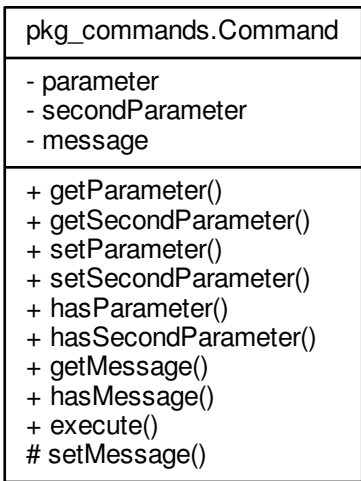 pkg_commands.Command
- parameter
- secondParameter
- message
+ getParameter()
+ getSecondParameter()
+ setParameter()
+ setSecondParameter()
+ hasParameter()
+ hasSecondParameter()
+ getMessage()
+ hasMessage()
+ execute()
# setMessage()